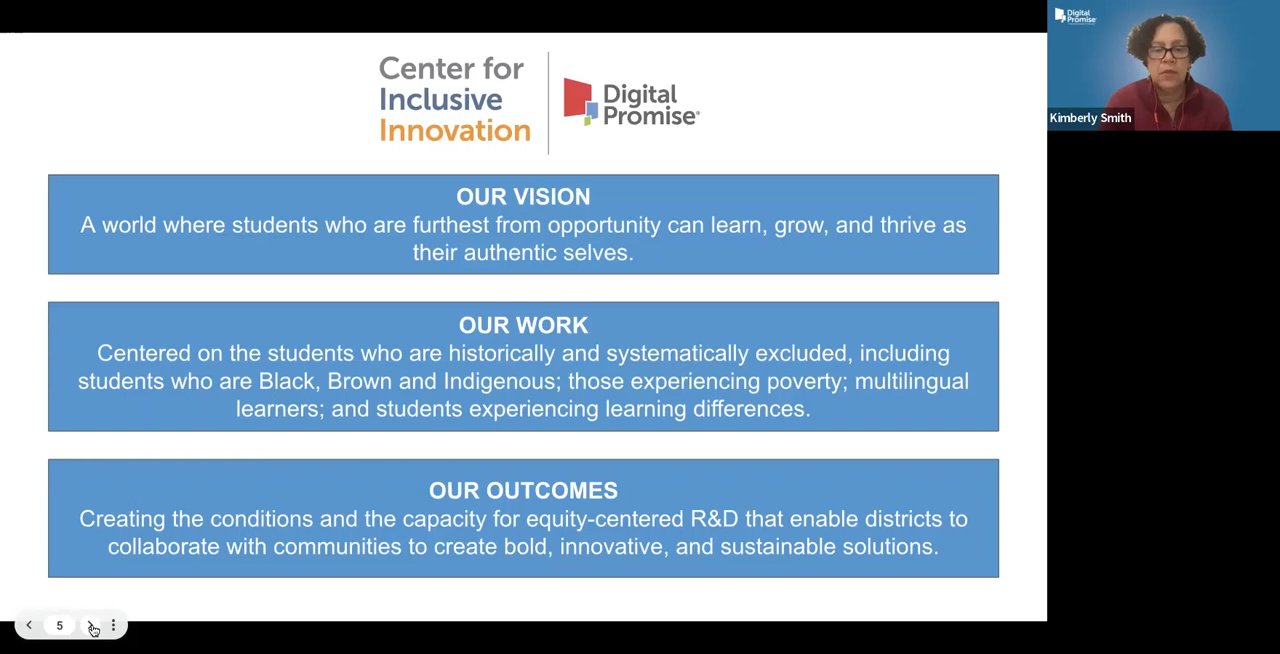 Center for
Inclusive
Innovation
Digital
Promise®
Digital
Promise
Kimberly Smith
OUR VISION
A world where students who are furthest from opportunity can learn, grow, and thrive as
their authentic selves.
OUR WORK
Centered on the students who are historically and systematically excluded, including
students who are Black, Brown and Indigenous; those experiencing poverty; multilingual
learners; and students experiencing learning differences.
OUR OUTCOMES
Creating the conditions and the capacity for equity-centered R&D that enable districts to
collaborate with communities to create bold, innovative, and sustainable solutions.
5